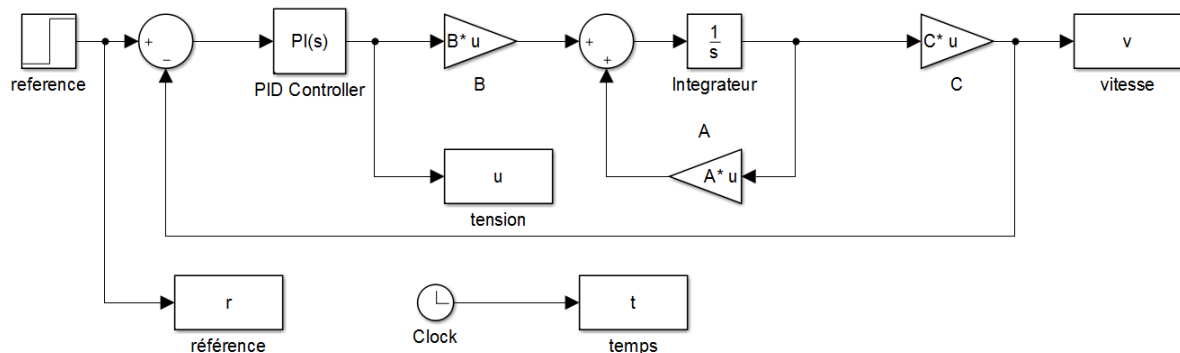 reference
+
−
PI(s)
PID Controller
B* u
B
+
+
1
s
Integrateur
C* u
C
v
vitesse
A
A* u
u
tension
r
référence
Clock
t
temps